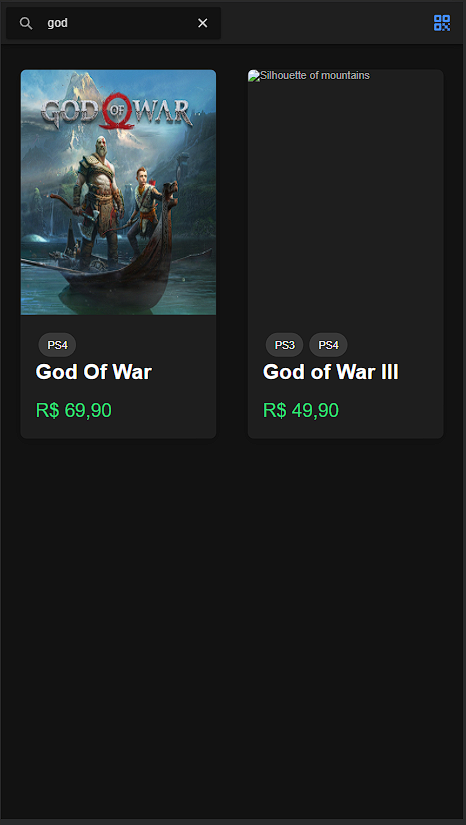 god
GOD OF WAR
Silhouette of mountains
PS4
God Of War
R$ 69,90
PS3 PS4
God of War III
R$ 49,90